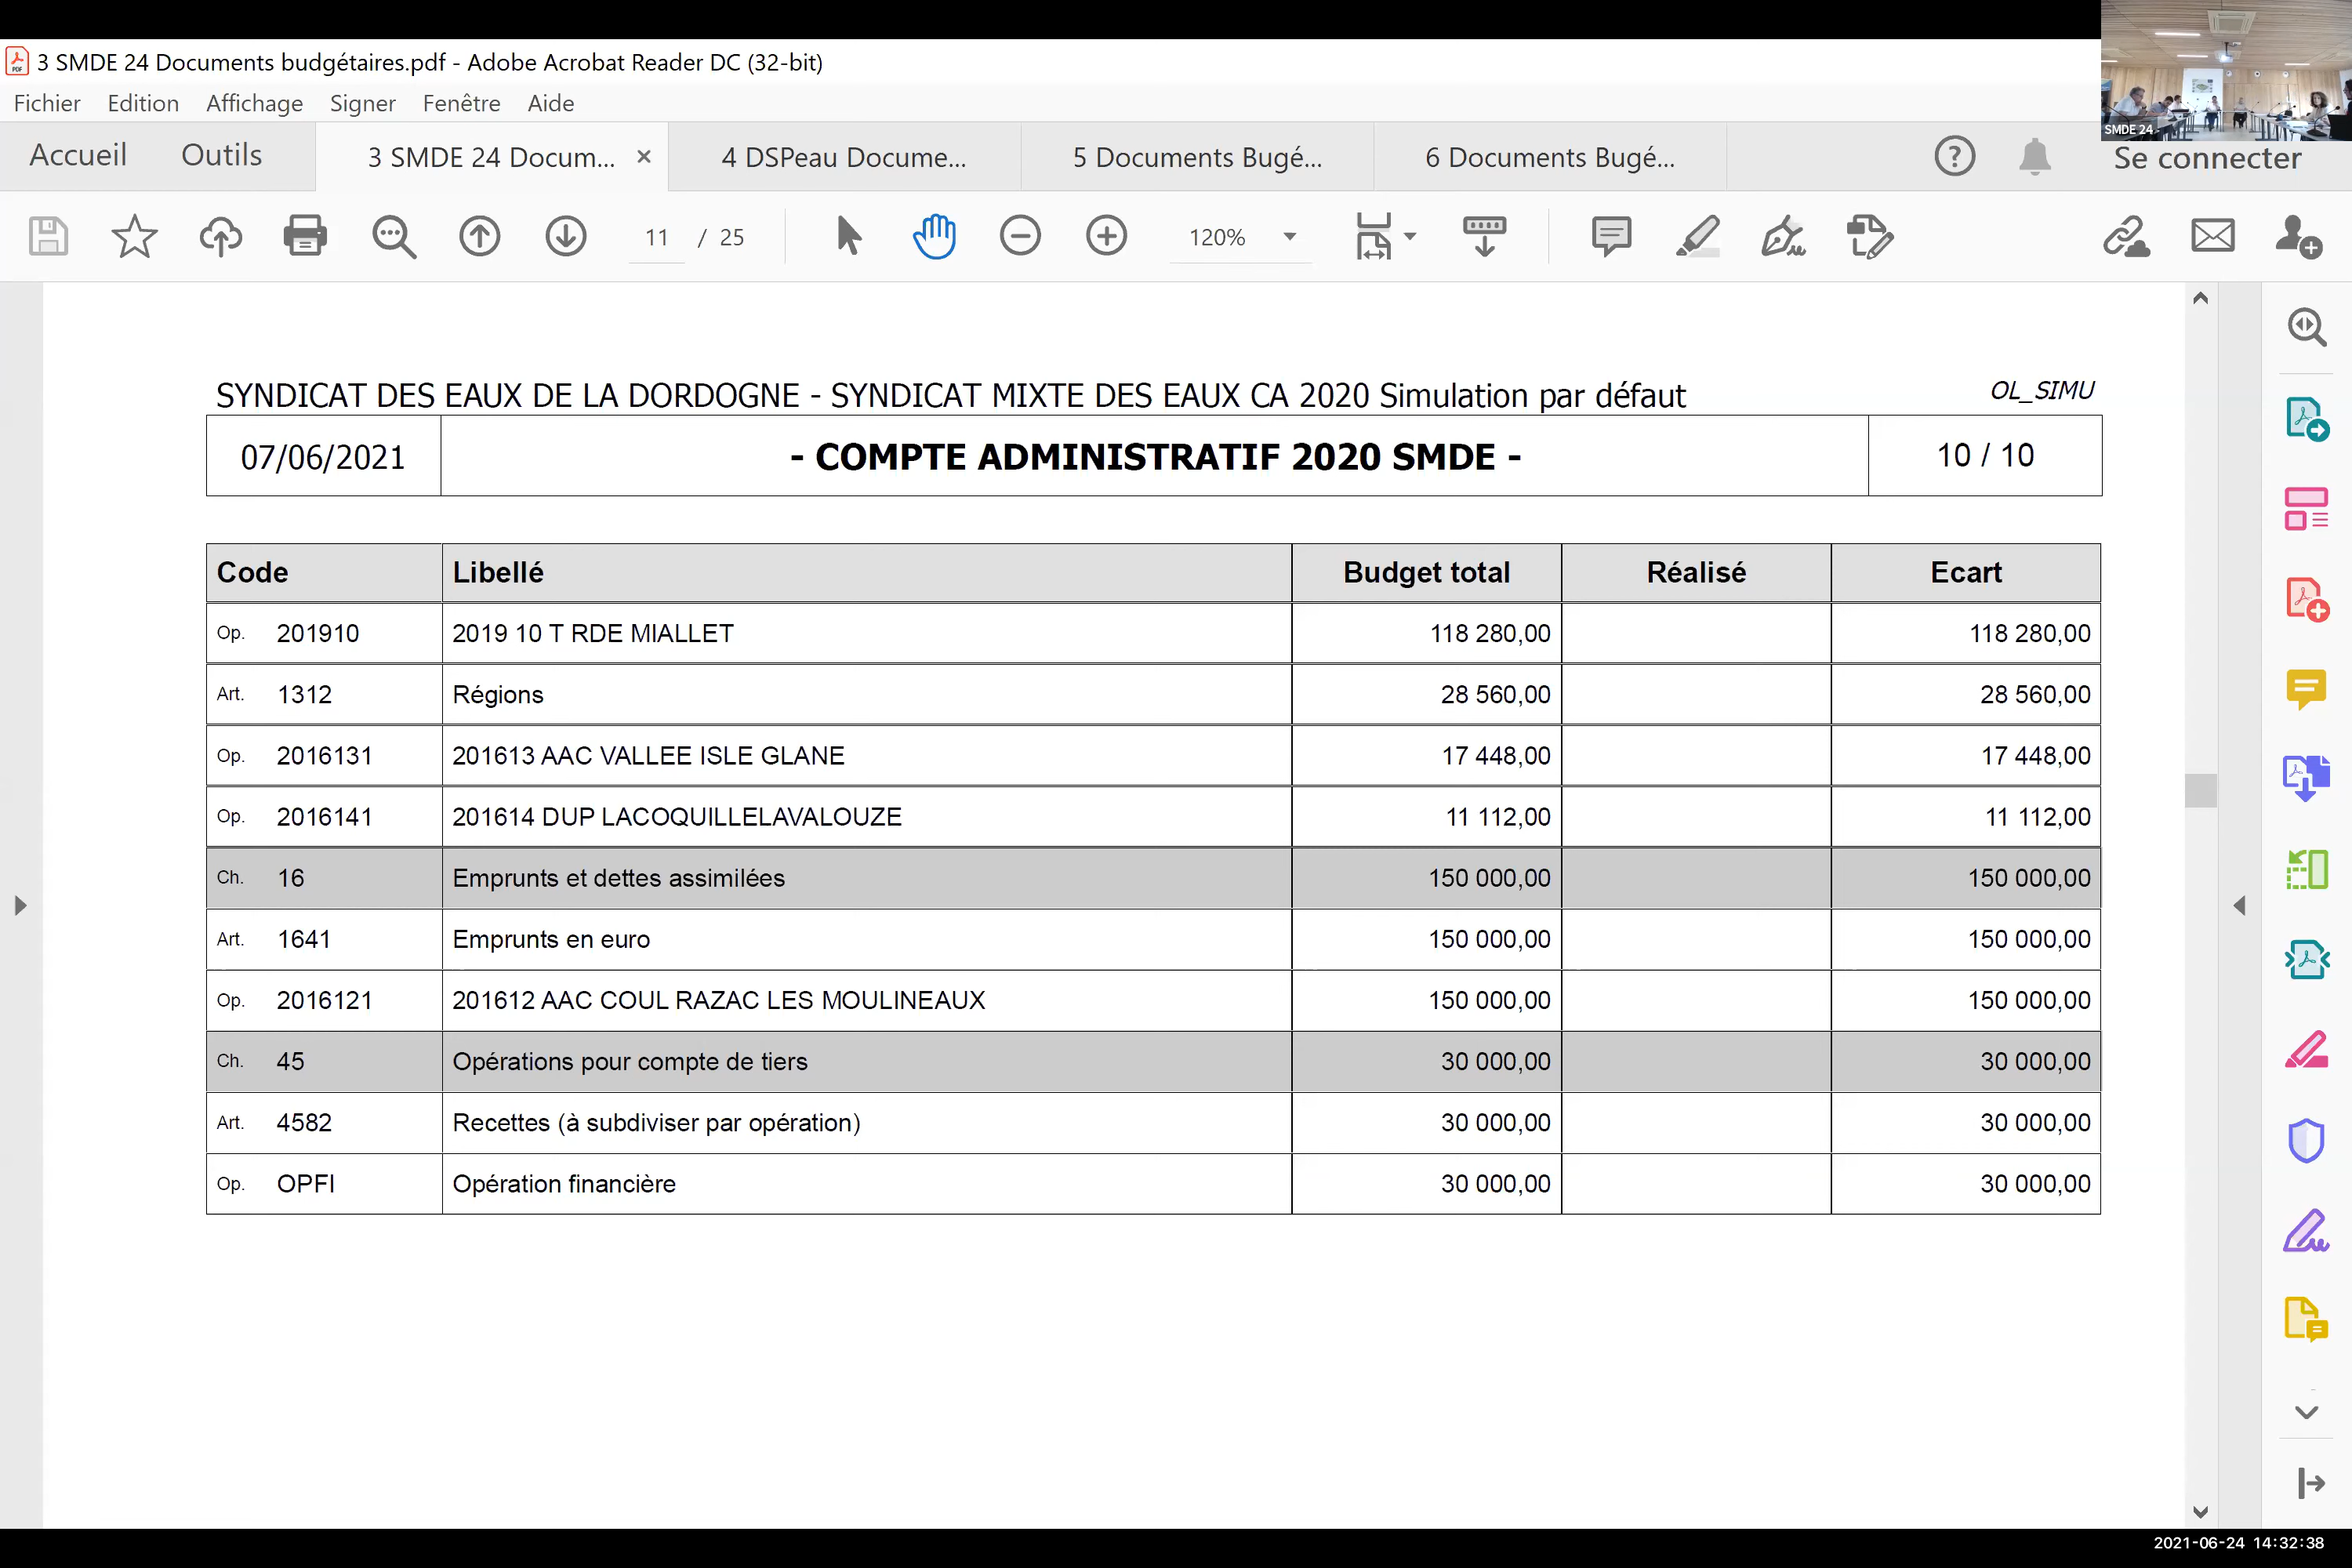 3 SMDE 24 Documents budgétaires.pdf - Adobe Acrobat Reader DC (32-bit)
Fichier Edition Affichage Signer Fenêtre Aide
SMDE 24
Accueil Outils 3 SMDE 24 Docum... × 4 DSPeau Docume... 5 Documents Bugé... 6 Documents Bugé... Se connecter
11 / 25 120%
SYNDICAT DES EAUX DE LA DORDOGNE - SYNDICAT MIXTE DES EAUX CA 2020 Simulation par défaut OL_SIMU
07/06/2021 - COMPTE ADMINISTRATIF 2020 SMDE - 10 / 10
Code Libellé Budget total Réalisé Ecart
Op. 201910 2019 10 T RDE MIALLET 118 280,00 118 280,00
Art. 1312 Régions 28 560,00 28 560,00
Op. 2016131 201613 AAC VALLEE ISLE GLANE 17 448,00 17 448,00
Op. 2016141 201614 DUP LACOQUILLELAVALOUZE 11 112,00 11 112,00
Ch. 16 Emprunts et dettes assimilées 150 000,00 150 000,00
Art. 1641 Emprunts en euro 150 000,00 150 000,00
Op. 2016121 201612 AAC COUL RAZAC LES MOULINEAUX 150 000,00 150 000,00
Ch. 45 Opérations pour compte de tiers 30 000,00 30 000,00
Art. 4582 Recettes (à subdiviser par opération) 30 000,00 30 000,00
Op. OPFI Opération financière 30 000,00 30 000,00
2021-06-24 14:32:38